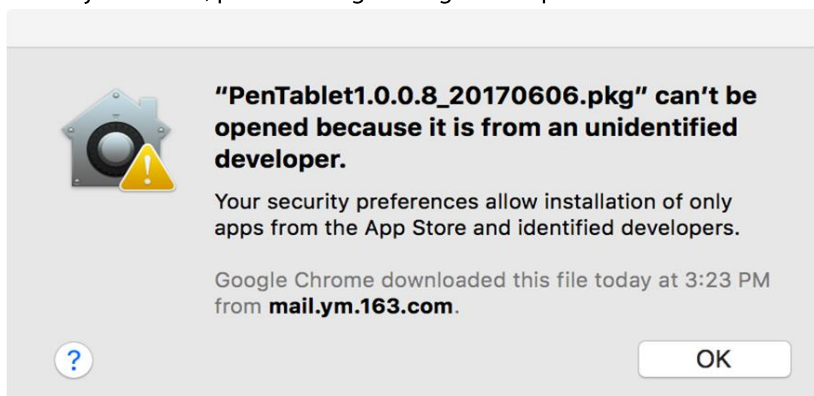 “PenTablet1.0.0.8_20170606.pkg” can’t be
opened because it is from an unidentified
developer.
Your security preferences allow installation of only
apps from the App Store and identified developers.
Google Chrome downloaded this file today at 3:23 PM
from mail.ym.163.com.
?
OK